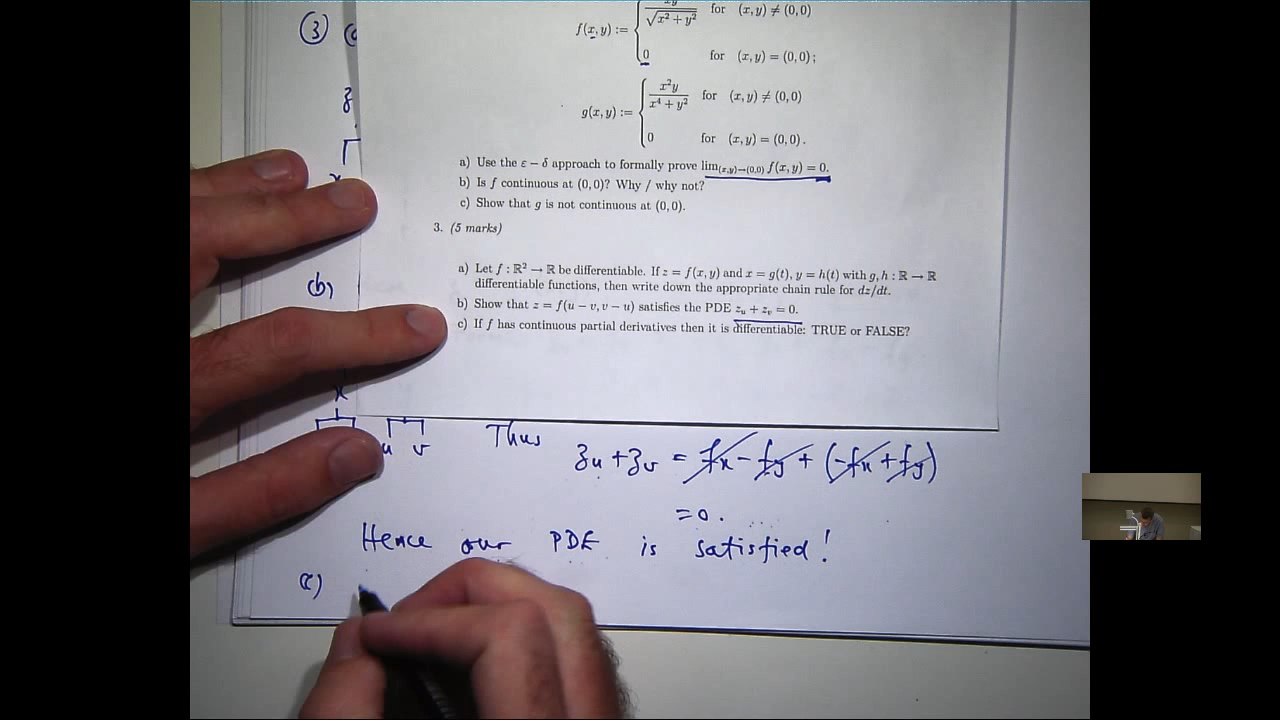 ③ (a
xy
f(x, y) := √x² + y² for (x, y) ≠ (0, 0)
0 for (x, y) = (0, 0) ;
z
x²y
g(x, y) := x⁴ + y² for (x, y) ≠ (0, 0)
0 for (x, y) = (0, 0) .
a) Use the ε − δ approach to formally prove lim(x,y)→(0,0) f(x, y) = 0.
b) Is f continuous at (0, 0)? Why / why not?
c) Show that g is not continuous at (0, 0).
3. (5 marks)
a) Let f : ℝ² → ℝ be differentiable. If z = f(x, y) and x = g(t), y = h(t) with g, h : ℝ → ℝ
differentiable functions, then write down the appropriate chain rule for dz/dt.
(b)
b) Show that z = f(u − v, v − u) satisfies the PDE zu + zv = 0.
c) If f has continuous partial derivatives then it is differentiable: TRUE or FALSE?
x
u v
Thus zu + zv = fx − fy + (−fx + fy)
= 0.
Hence our PDE is satisfied!
(c)